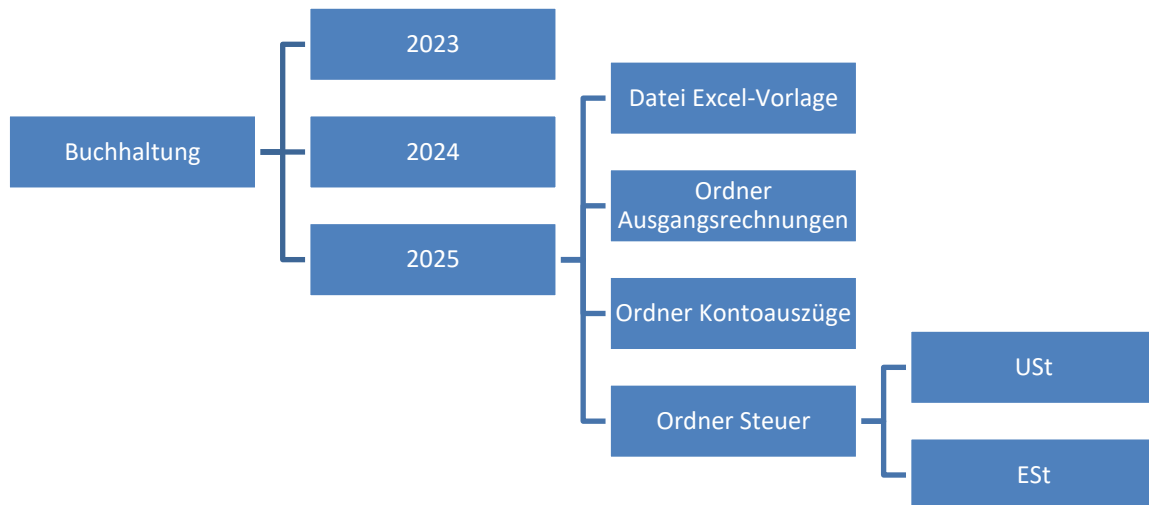 Buchhaltung
2023
2024
2025
Datei Excel-Vorlage
Ordner
Ausgangsrechnungen
Ordner Kontoauszüge
Ordner Steuer
USt
ESt